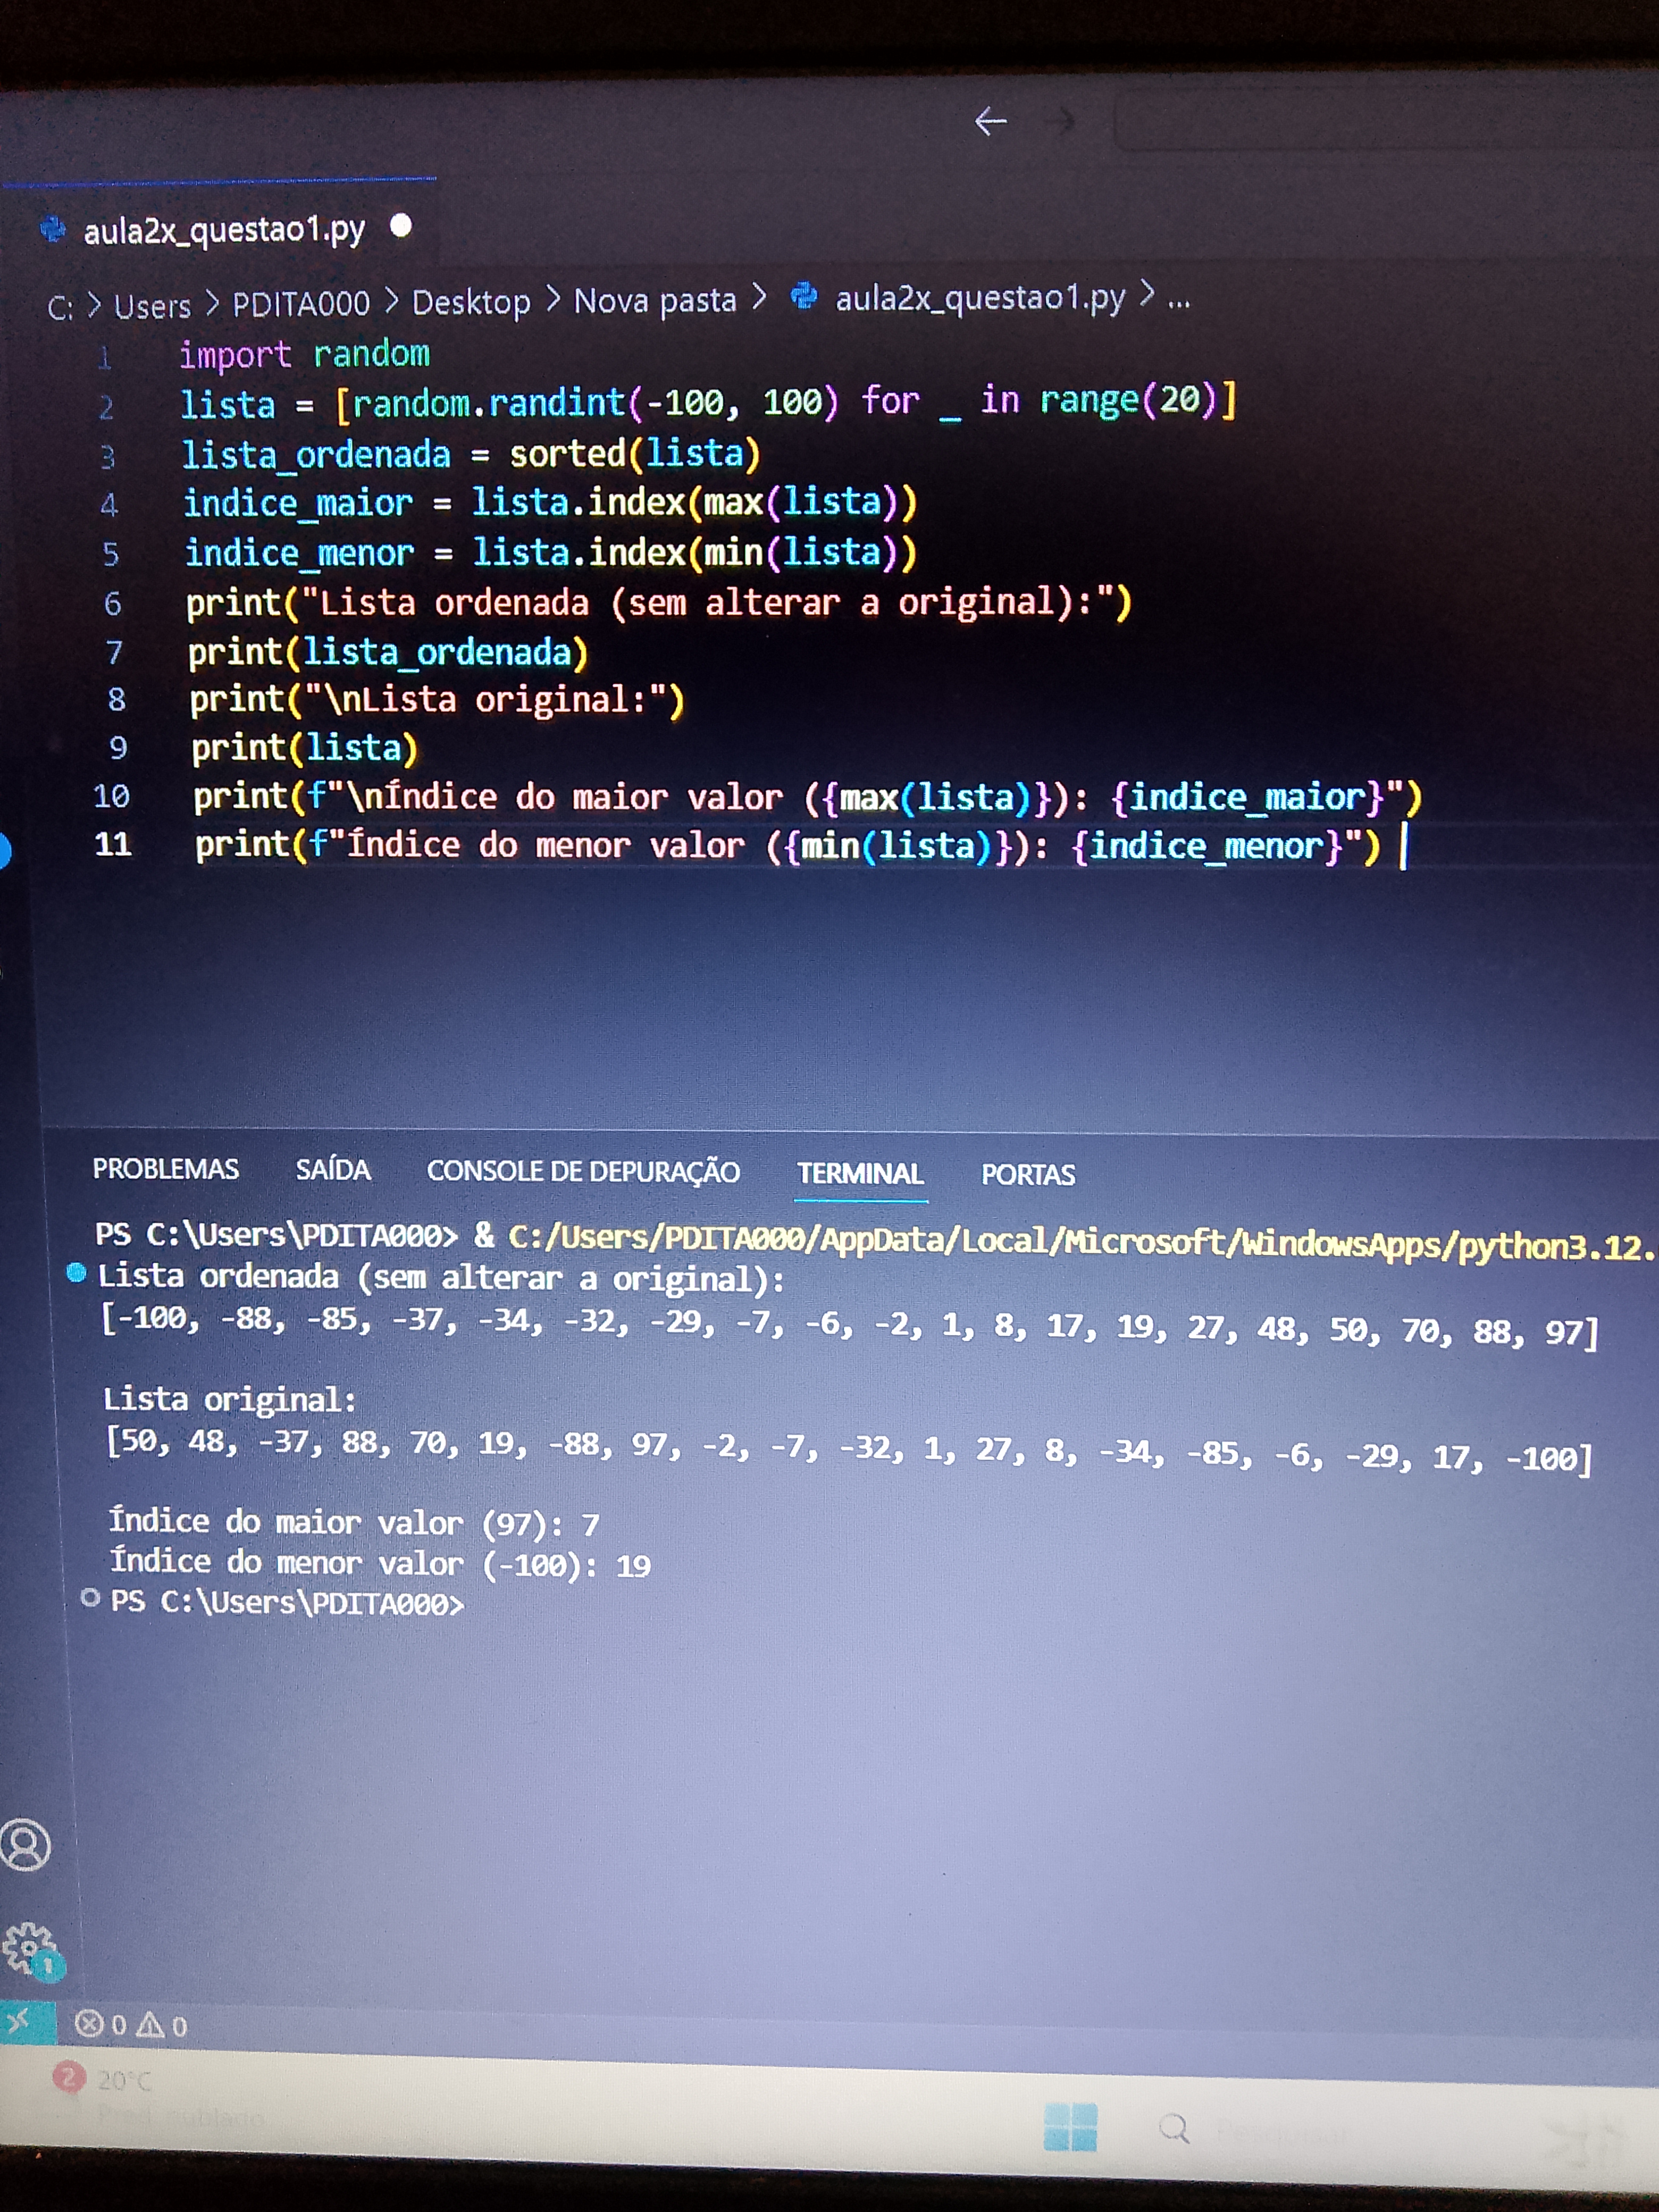 aula2x_questao1.py
C: > Users > PDITA000 > Desktop > Nova pasta > aula2x_questao1.py > ...
1 import random
2 lista = [random.randint(-100, 100) for _ in range(20)]
3 lista_ordenada = sorted(lista)
4 indice_maior = lista.index(max(lista))
5 indice_menor = lista.index(min(lista))
6 print("Lista ordenada (sem alterar a original):")
7 print(lista_ordenada)
8 print("\nLista original:")
9 print(lista)
10 print(f"\nÍndice do maior valor ({max(lista)}): {indice_maior}")
11 print(f"Índice do menor valor ({min(lista)}): {indice_menor}")
PROBLEMAS SAÍDA CONSOLE DE DEPURAÇÃO TERMINAL PORTAS
PS C:\Users\PDITA000> & C:/Users/PDITA000/AppData/Local/Microsoft/WindowsApps/python3.12.
Lista ordenada (sem alterar a original):
[-100, -88, -85, -37, -34, -32, -29, -7, -6, -2, 1, 8, 17, 19, 27, 48, 50, 70, 88, 97]
Lista original:
[50, 48, -37, 88, 70, 19, -88, 97, -2, -7, -32, 1, 27, 8, -34, -85, -6, -29, 17, -100]
Índice do maior valor (97): 7
Índice do menor valor (-100): 19
PS C:\Users\PDITA000>
1
0 0
2 20°C